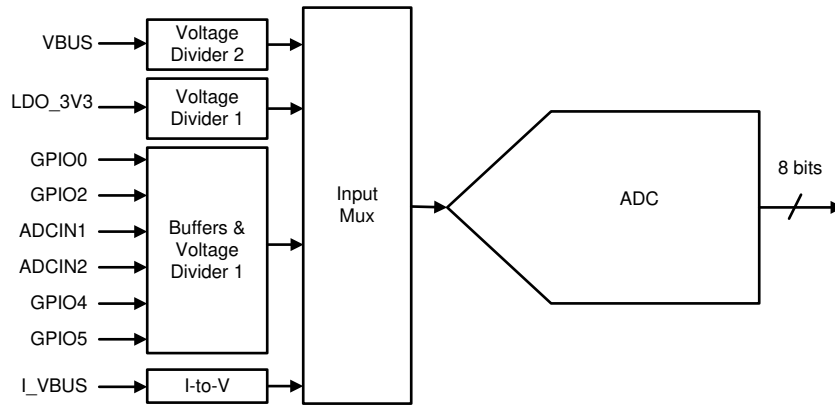 VBUS
Voltage
Divider 2
LDO_3V3
Voltage
Divider 1
GPIO0
GPIO2
ADCIN1
ADCIN2
GPIO4
GPIO5
Buffers &
Voltage
Divider 1
I_VBUS
I-to-V
Input
Mux
ADC
8 bits